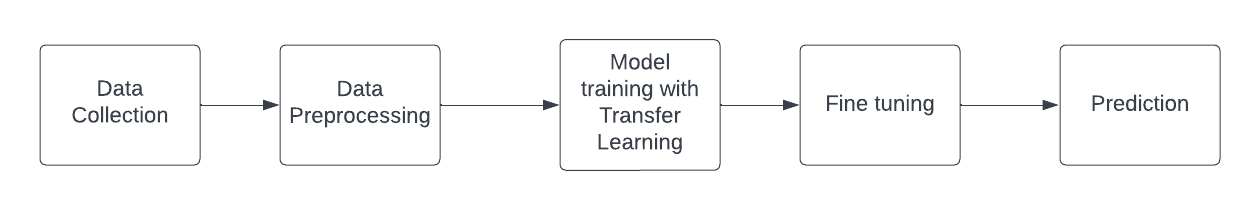 Data
Collection
Data
Preprocessing
Model
training with
Transfer
Learning
Fine tuning
Prediction